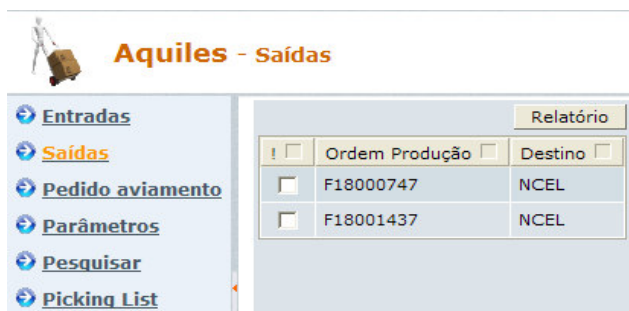 Aquiles - Saídas
Entradas
Saídas
Pedido aviamento
Parâmetros
Pesquisar
Picking List
Relatório
! Ordem Produção Destino
F18000747 NCEL
F18001437 NCEL